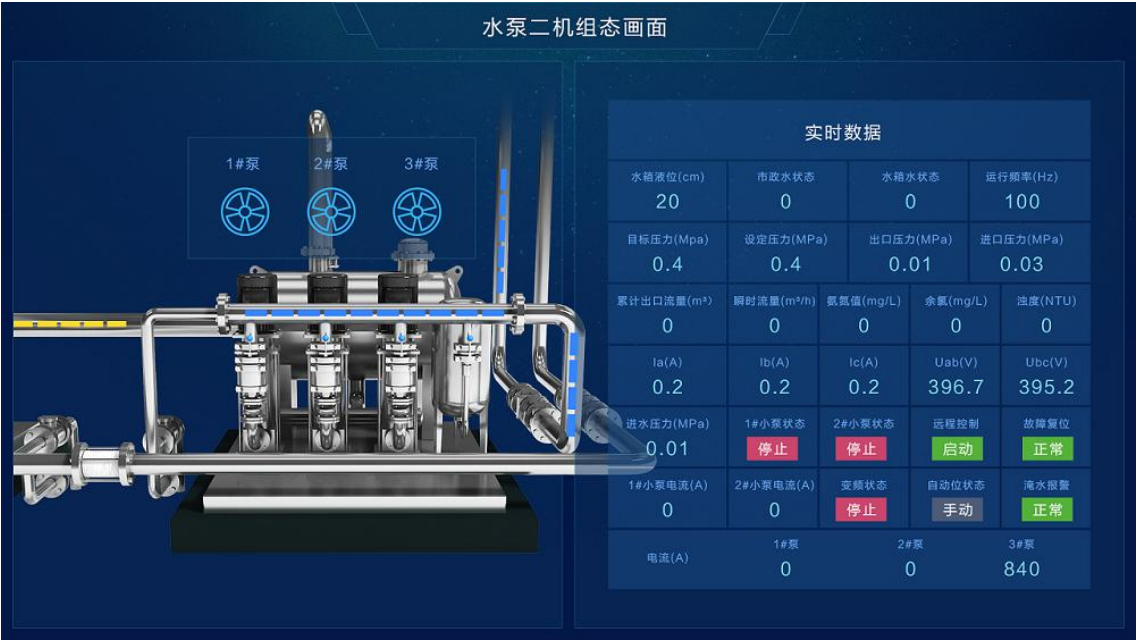 水泵二机组态画面
1#泵 2#泵 3#泵
实时数据
水箱液位(cm) 市政水状态 水箱水状态 运行频率(Hz)
20 0 0 100
目标压力(Mpa) 设定压力(MPa) 出口压力(MPa) 进口压力(MPa)
0.4 0.4 0.01 0.03
累计出口流量(m³) 瞬时流量(m³/h) 氨氮值(mg/L) 余氯(mg/L) 浊度(NTU)
0 0 0 0 0
Ia(A) Ib(A) Ic(A) Uab(V) Ubc(V)
0.2 0.2 0.2 396.7 395.2
进水压力(MPa) 1#小泵状态 2#小泵状态 远程控制 故障复位
0.01 停止 停止 启动 正常
1#小泵电流(A) 2#小泵电流(A) 变频状态 自动位状态 淹水报警
0 0 停止 手动 正常
电流(A) 1#泵 2#泵 3#泵
0 0 840